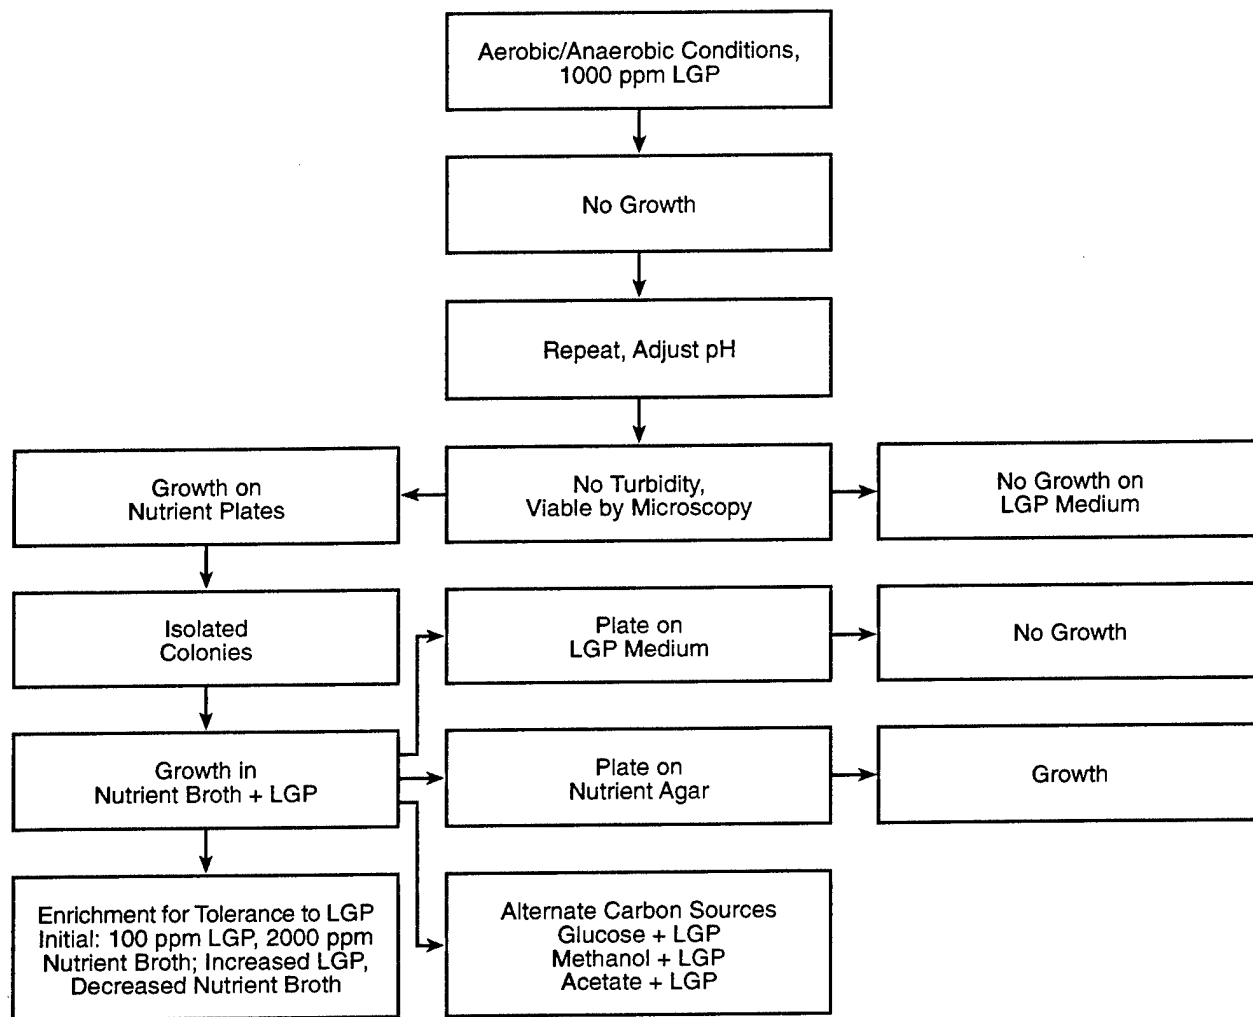 Aerobic/Anaerobic Conditions,
1000 ppm LGP
No Growth
Repeat, Adjust pH
Growth on
Nutrient Plates
No Turbidity,
Viable by Microscopy
No Growth on
LGP Medium
Isolated
Colonies
Plate on
LGP Medium
No Growth
Growth in
Nutrient Broth + LGP
Plate on
Nutrient Agar
Growth
Enrichment for Tolerance to LGP
Initial: 100 ppm LGP, 2000 ppm
Nutrient Broth; Increased LGP,
Decreased Nutrient Broth
Alternate Carbon Sources
Glucose + LGP
Methanol + LGP
Acetate + LGP